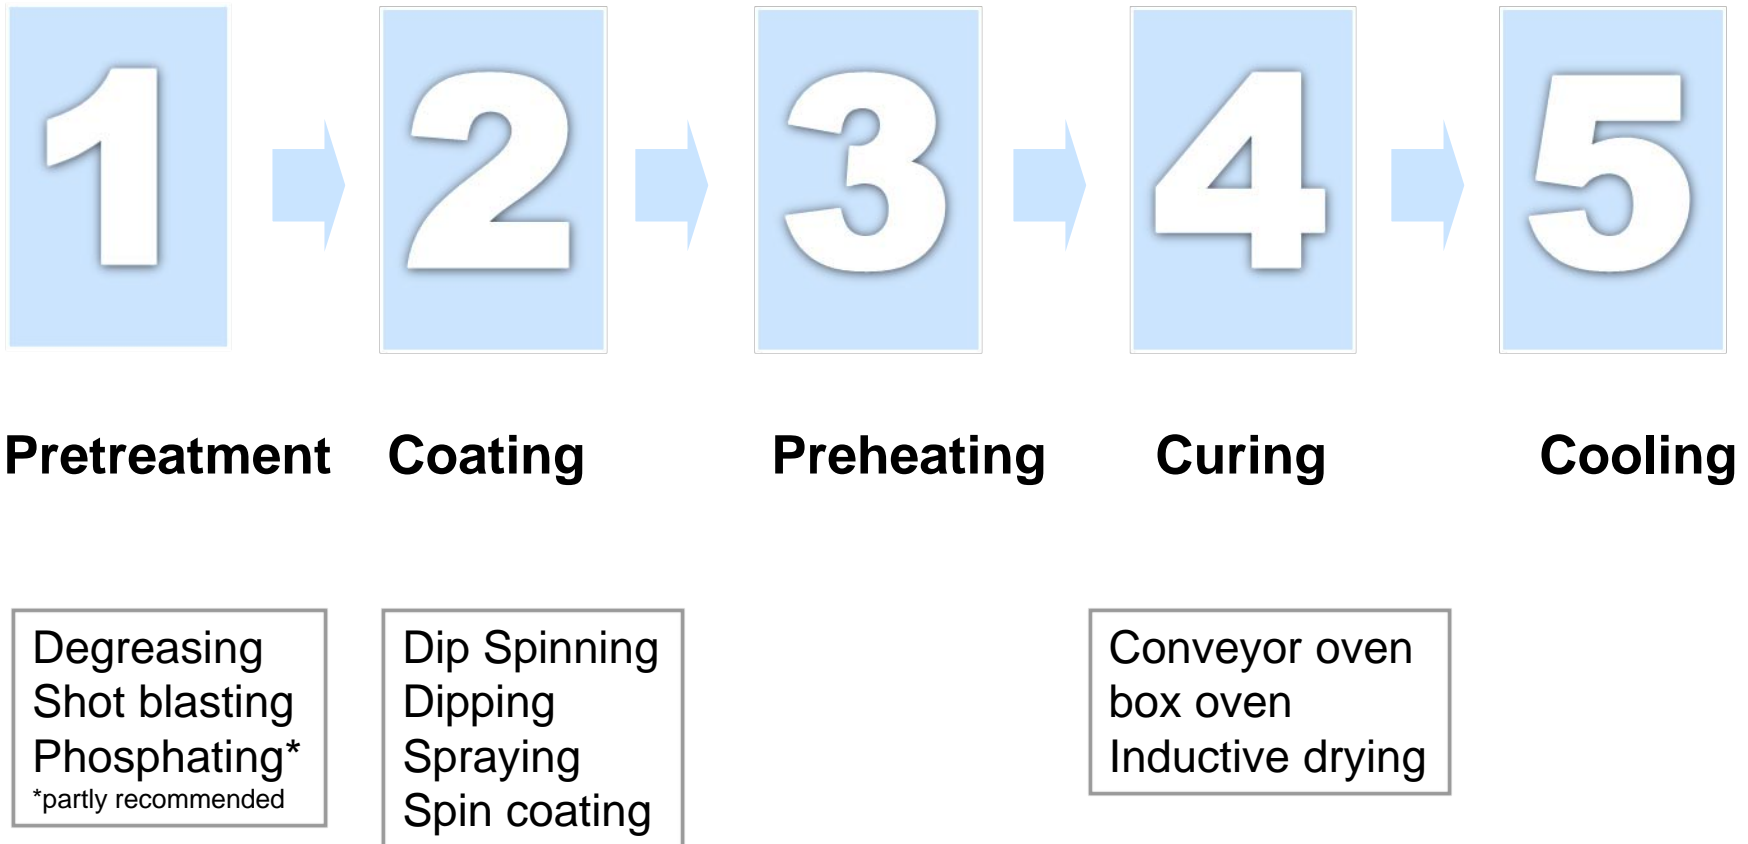 1
2
3
4
5
Pretreatment
Coating
Preheating
Curing
Cooling
Degreasing
Shot blasting
Phosphating*
*partly recommended
Dip Spinning
Dipping
Spraying
Spin coating
Conveyor oven
box oven
Inductive drying